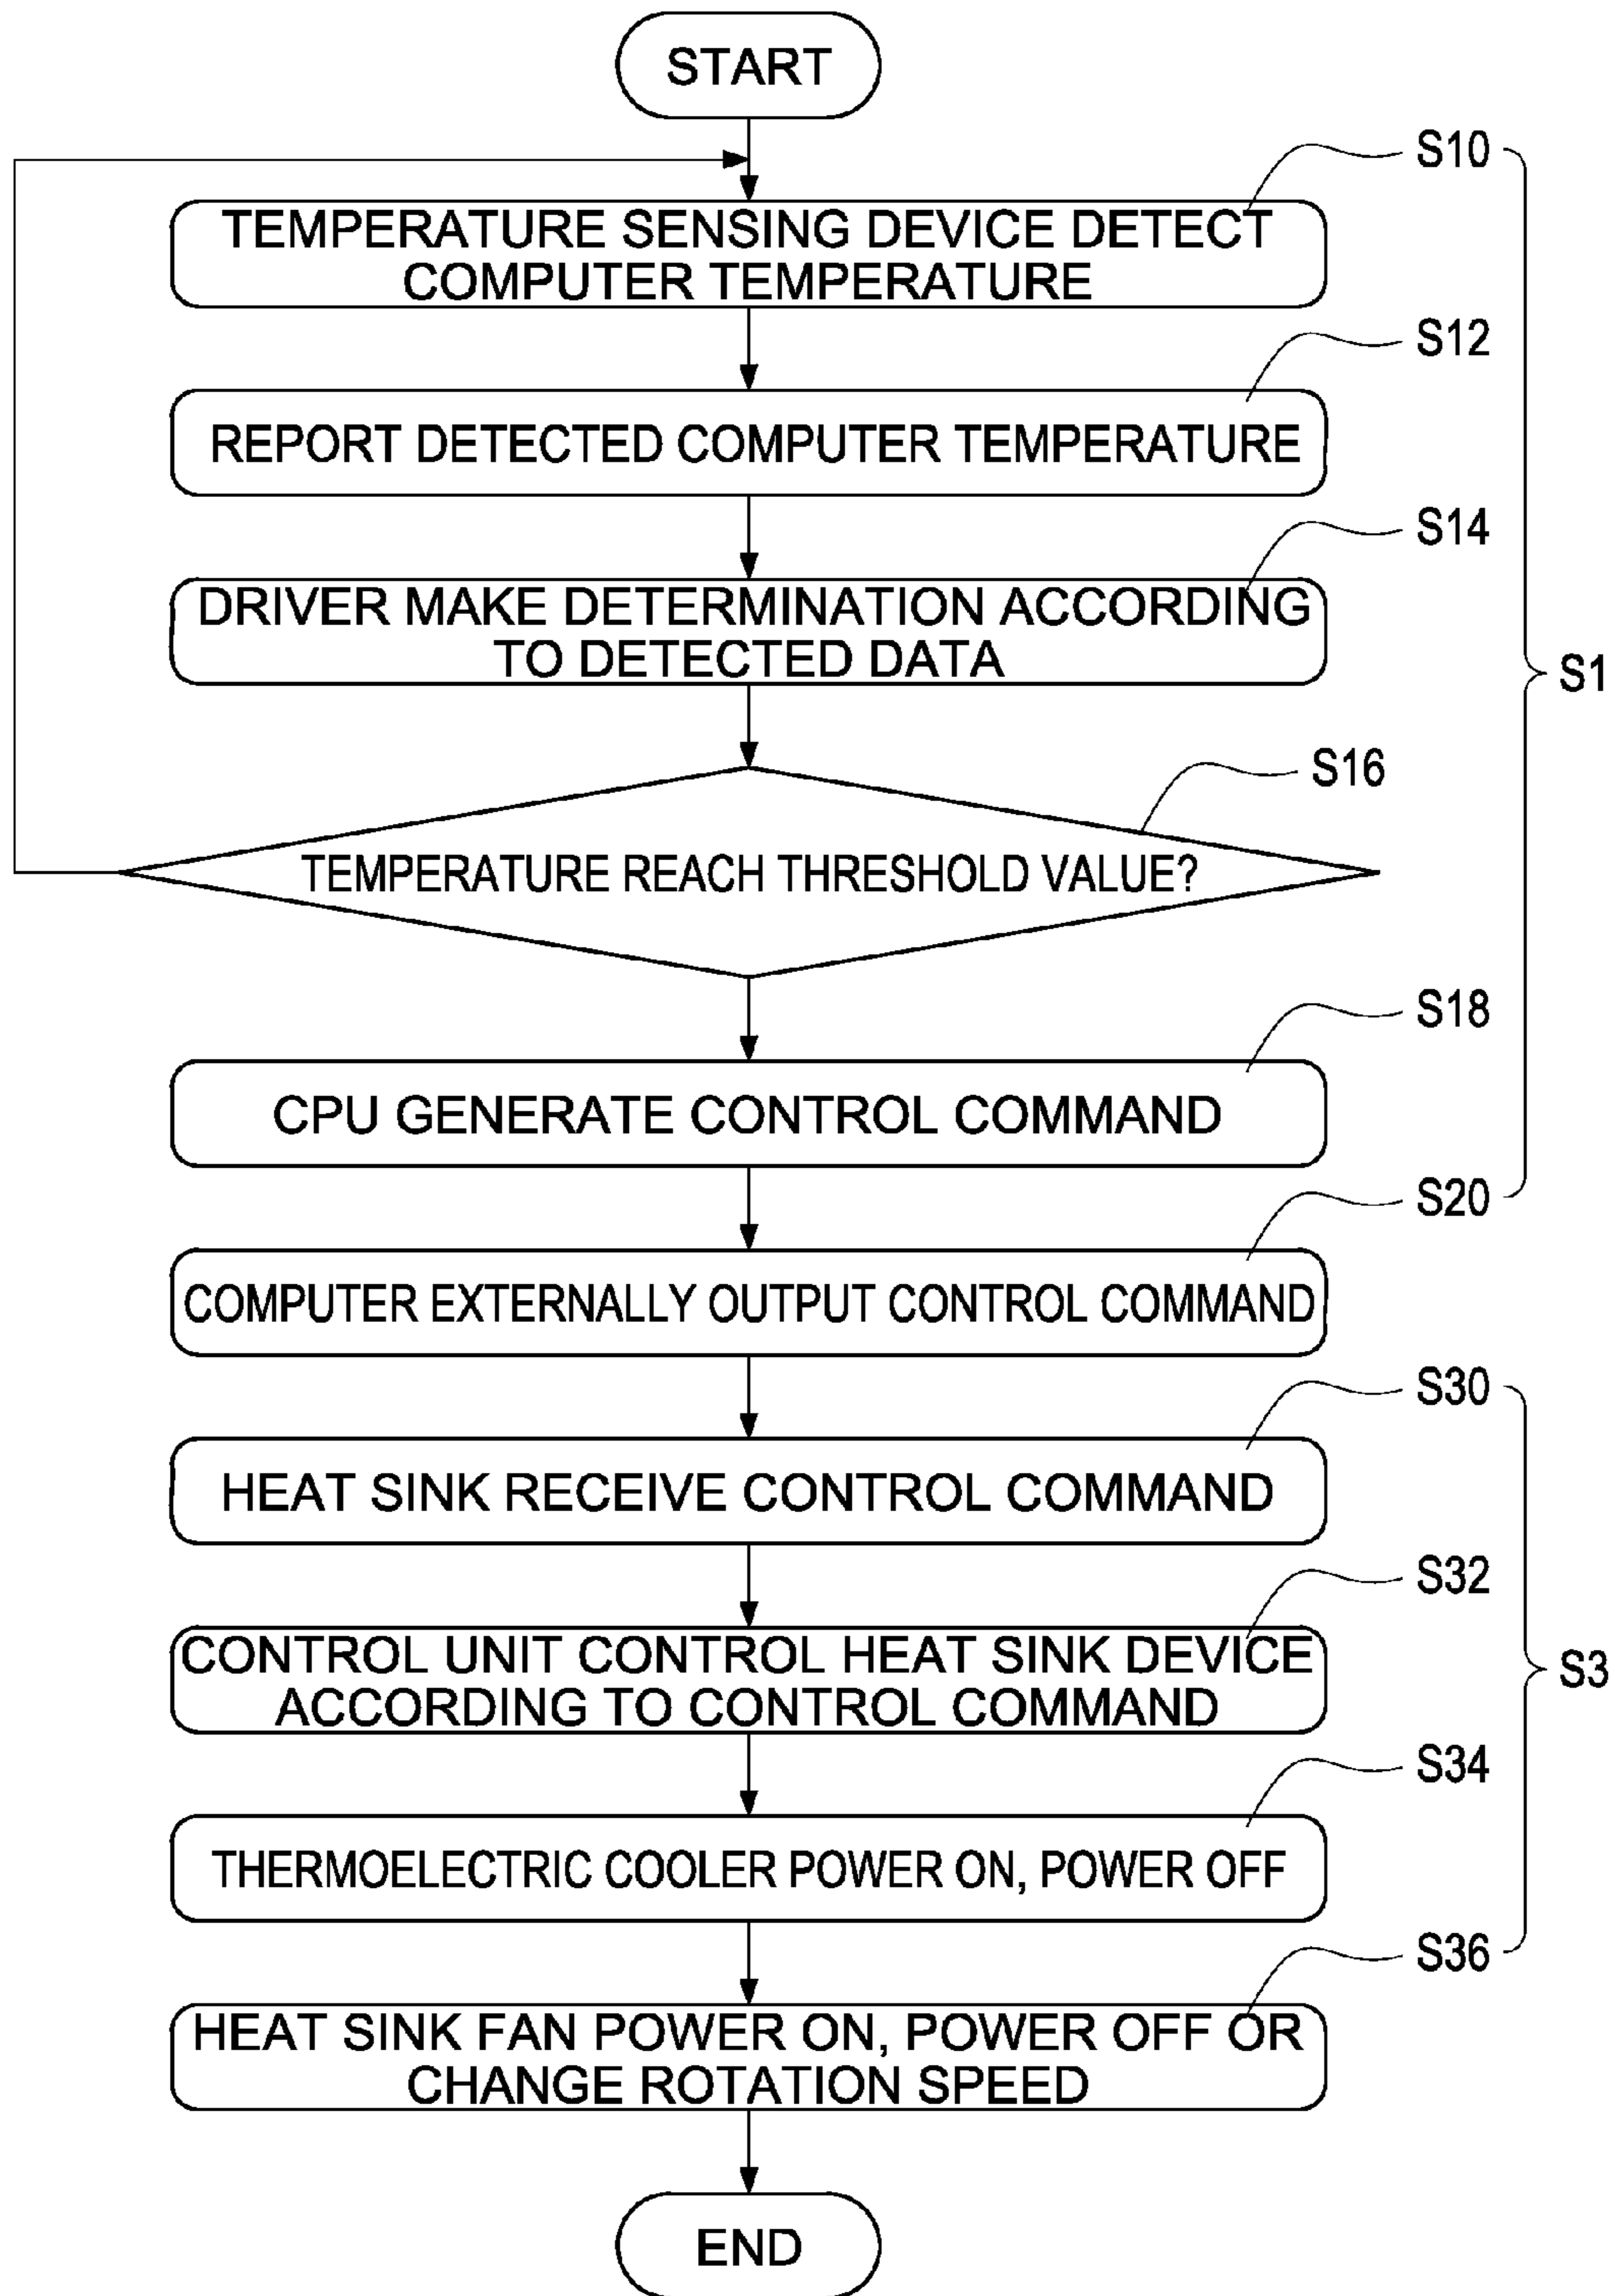 START
S10
TEMPERATURE SENSING DEVICE DETECT
COMPUTER TEMPERATURE
S12
REPORT DETECTED COMPUTER TEMPERATURE
S14
DRIVER MAKE DETERMINATION ACCORDING
TO DETECTED DATA
S1
S16
TEMPERATURE REACH THRESHOLD VALUE?
S18
CPU GENERATE CONTROL COMMAND
S20
COMPUTER EXTERNALLY OUTPUT CONTROL COMMAND
S30
HEAT SINK RECEIVE CONTROL COMMAND
S32
CONTROL UNIT CONTROL HEAT SINK DEVICE
ACCORDING TO CONTROL COMMAND
S3
S34
THERMOELECTRIC COOLER POWER ON, POWER OFF
S36
HEAT SINK FAN POWER ON, POWER OFF OR
CHANGE ROTATION SPEED
END